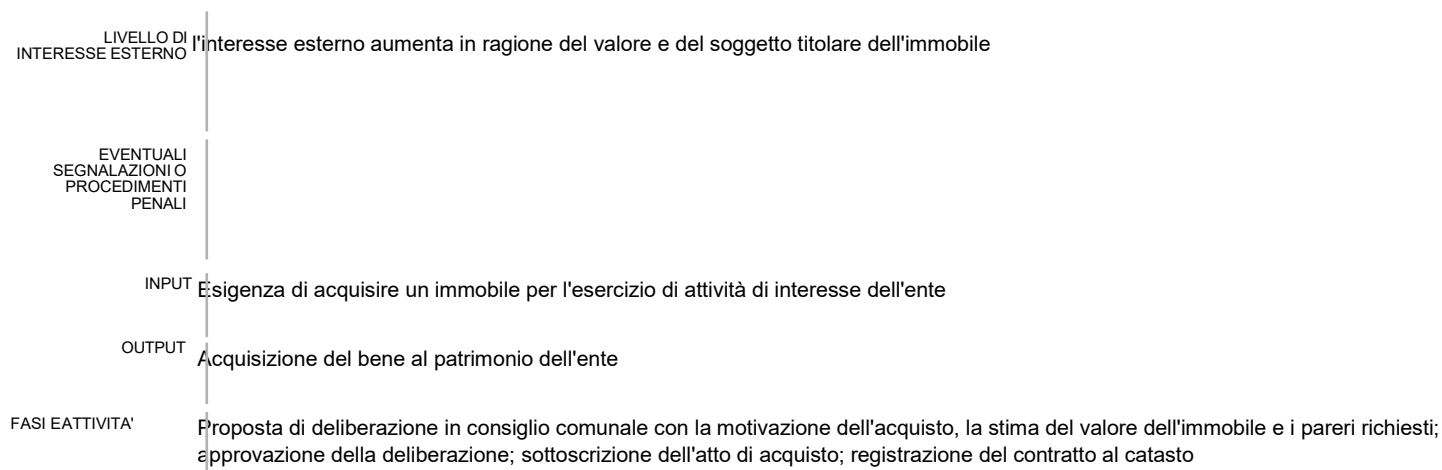 LIVELLO DI
INTERESSE ESTERNO l'interesse esterno aumenta in ragione del valore e del soggetto titolare dell'immobile
EVENTUALI
SEGNALAZIONI O
PROCEDIMENTI
PENALI
INPUT Esigenza di acquisire un immobile per l'esercizio di attività di interesse dell'ente
OUTPUT Acquisizione del bene al patrimonio dell'ente
FASI EATTIVITA' Proposta di deliberazione in consiglio comunale con la motivazione dell'acquisto, la stima del valore dell'immobile e i pareri richiesti;
approvazione della deliberazione; sottoscrizione dell'atto di acquisto; registrazione del contratto al catasto